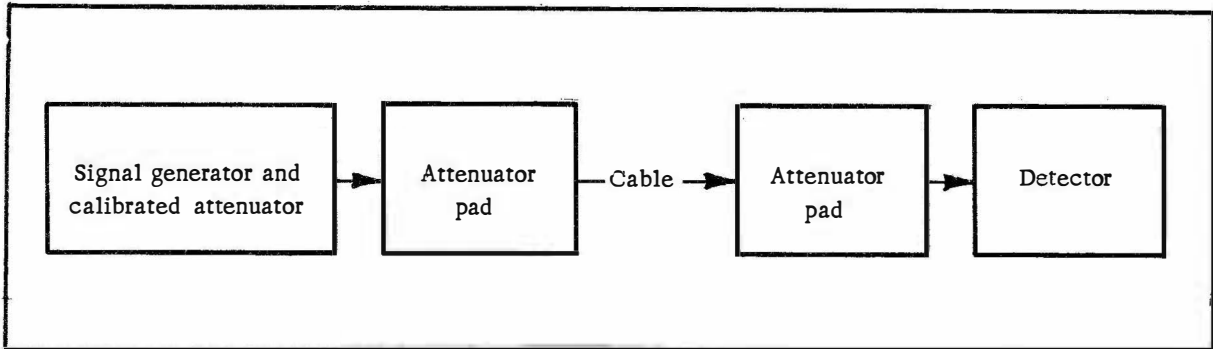 Signal generator and
calibrated attenuator
Attenuator
pad
Cable
Attenuator
pad
Detector